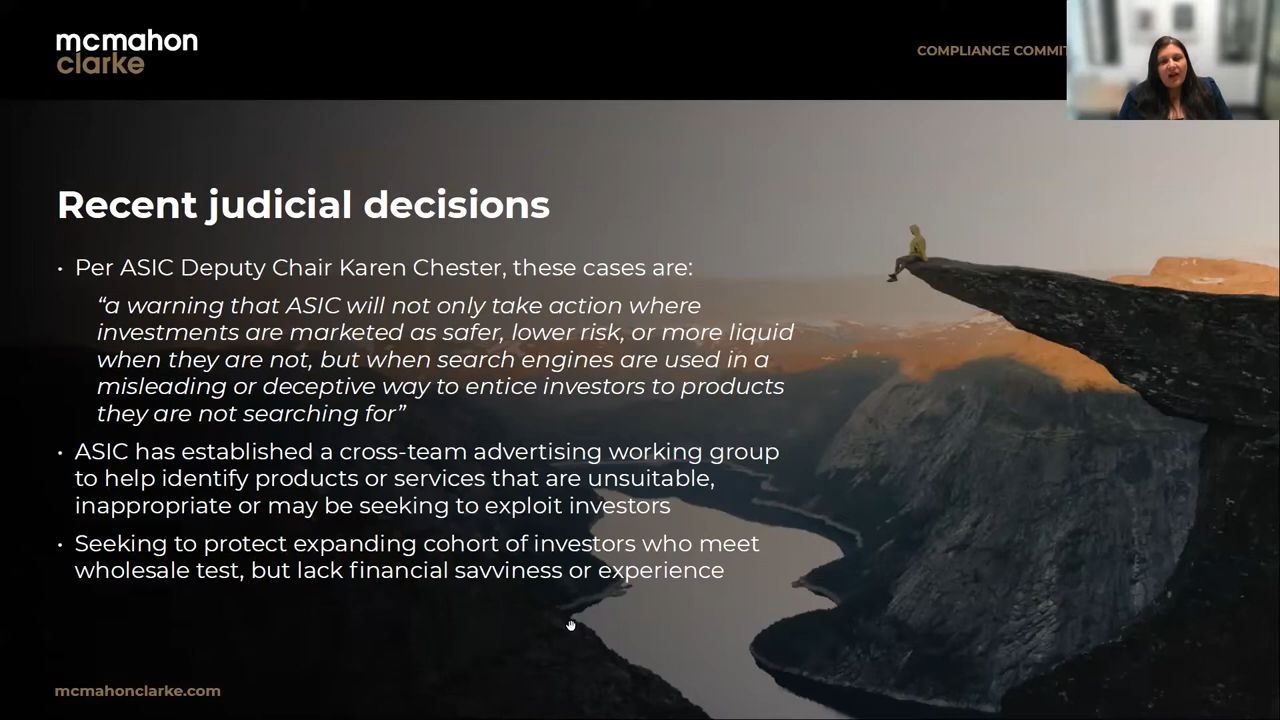 mcmahon
clarke
COMPLIANCE
Recent judicial decisions
• Per ASIC Deputy Chair Karen Chester, these cases are:
“a warning that ASIC will not only take action where
investments are marketed as safer, lower risk, or more liquid
when they are not, but when search engines are used in a
misleading or deceptive way to entice investors to products
they are not searching for”
• ASIC has established a cross-team advertising working group
to help identify products or services that are unsuitable,
inappropriate or may be seeking to exploit investors
• Seeking to protect expanding cohort of investors who meet
wholesale test, but lack financial savviness or experience
mcmahonclarke.com